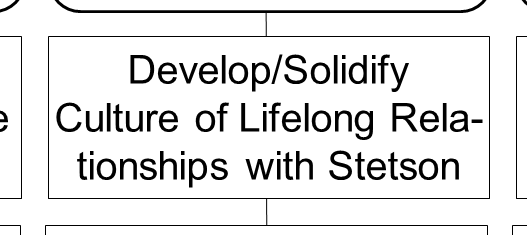 Develop/Solidify
Culture of Lifelong Rela-
tionships with Stetson